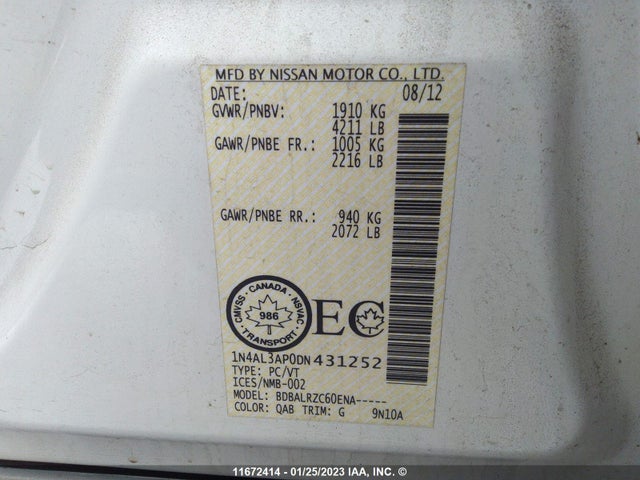 MFD BY NISSAN MOTOR CO., LTD.
DATE: 08/12
GVWR/PNBV: 1910 KG
4211 LB
GAWR/PNBE FR.: 1005 KG
2216 LB
GAWR/PNBE RR.: 940 KG
2072 LB
CMVSS · CANADA · NSVAC
986
TRANSPORT
EC
1N4AL3AP0DN431252
TYPE: PC/VT
ICES/NMB-002
MODEL: BDBALRZC60ENA-----
COLOR: QAB TRIM: G 9N10A
11672414 - 01/25/2023 IAA, INC. ©